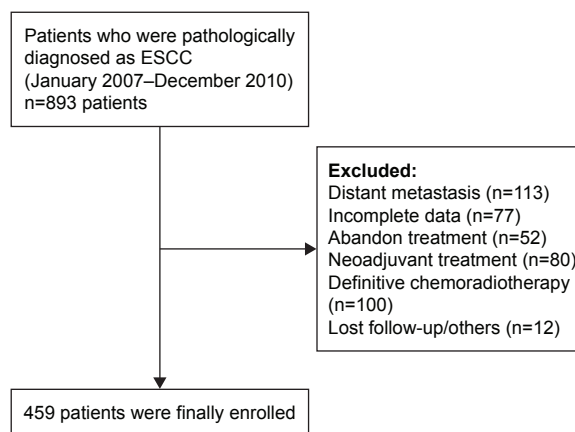 Patients who were pathologically
diagnosed as ESCC
(January 2007–December 2010)
n=893 patients
Excluded:
Distant metastasis (n=113)
Incomplete data (n=77)
Abandon treatment (n=52)
Neoadjuvant treatment (n=80)
Definitive chemoradiotherapy
(n=100)
Lost follow-up/others (n=12)
459 patients were finally enrolled